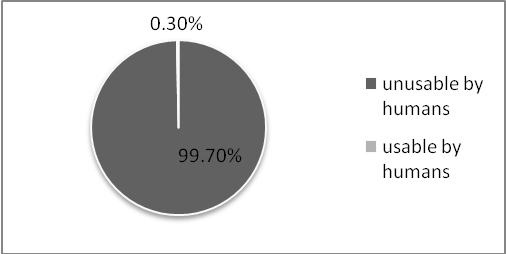 0.30%
99.70%
unusable by
humans
usable by
humans